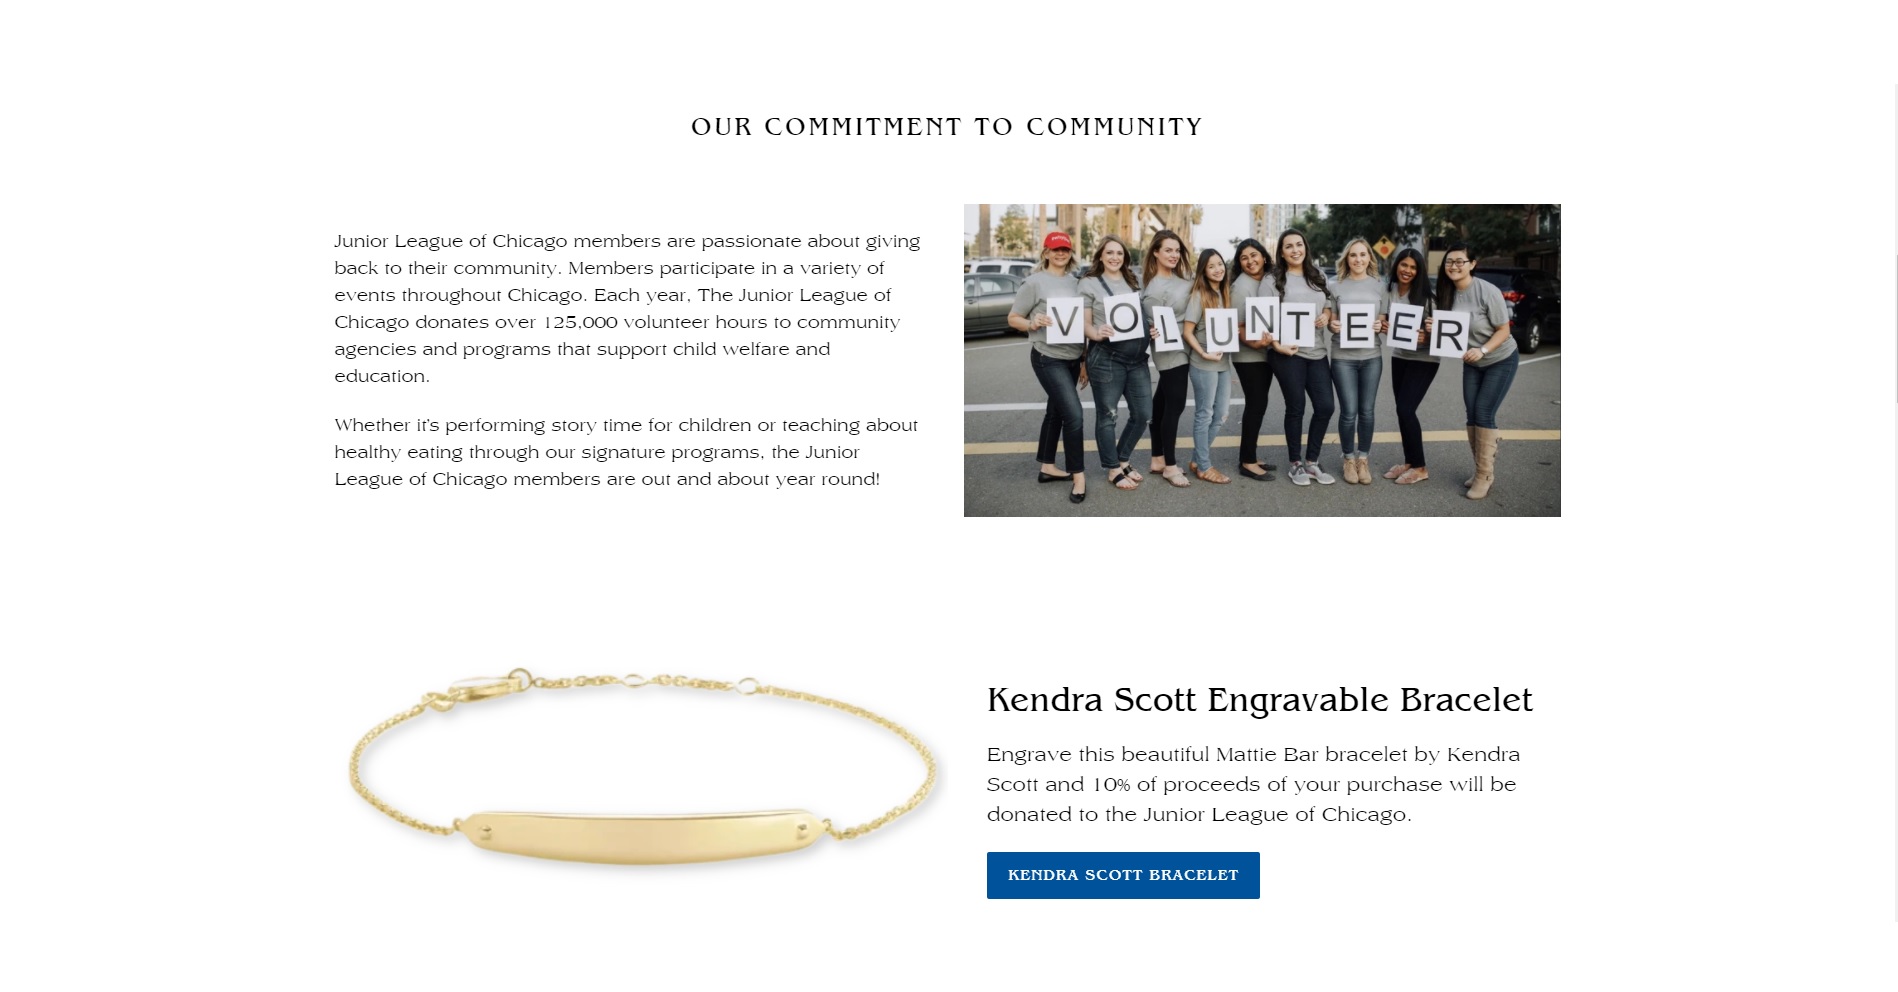 OUR COMMITMENT TO COMMUNITY
Junior League of Chicago members are passionate about giving
back to their community. Members participate in a variety of
events throughout Chicago. Each year, The Junior League of
Chicago donates over 125,000 volunteer hours to community
agencies and programs that support child welfare and
education.
Whether it's performing story time for children or teaching about
healthy eating through our signature programs, the Junior
League of Chicago members are out and about year round!
VOLUNTEER
Kendra Scott Engravable Bracelet
Engrave this beautiful Mattie Bar bracelet by Kendra
Scott and 10% of proceeds of your purchase will be
donated to the Junior League of Chicago.
KENDRA SCOTT BRACELET